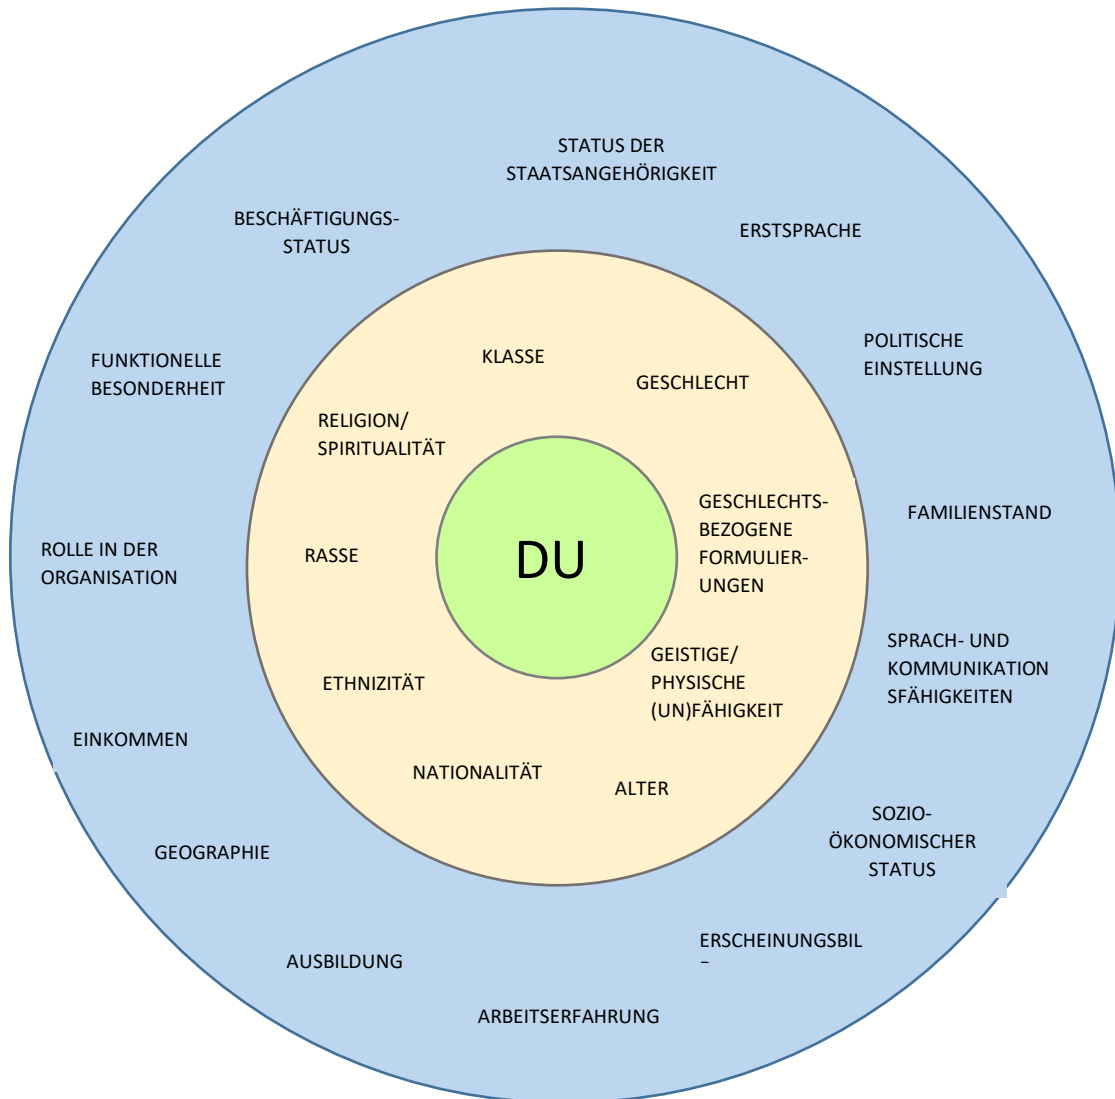 STATUS DER
STAATSANGEHÖRIGKEIT
BESCHÄFTIGUNGS-
STATUS
ERSTSPRACHE
FUNKTIONELLE
BESONDERHEIT
POLITISCHE
EINSTELLUNG
KLASSE
GESCHLECHT
RELIGION/
SPIRITUALITÄT
GESCHLECHTS-
BEZOGENE
FORMULIER-
UNGEN
FAMILIENSTAND
ROLLE IN DER
ORGANISATION
RASSE
DU
SPRACH- UND
KOMMUNIKATION
SFÄHIGKEITEN
GEISTIGE/
PHYSISCHE
(UN)FÄHIGKEIT
ETHNIZITÄT
EINKOMMEN
NATIONALITÄT
ALTER
SOZIO-
ÖKONOMISCHER
STATUS
GEOGRAPHIE
ERSCHEINUNGSBIL
AUSBILDUNG
ARBEITSERFAHRUNG